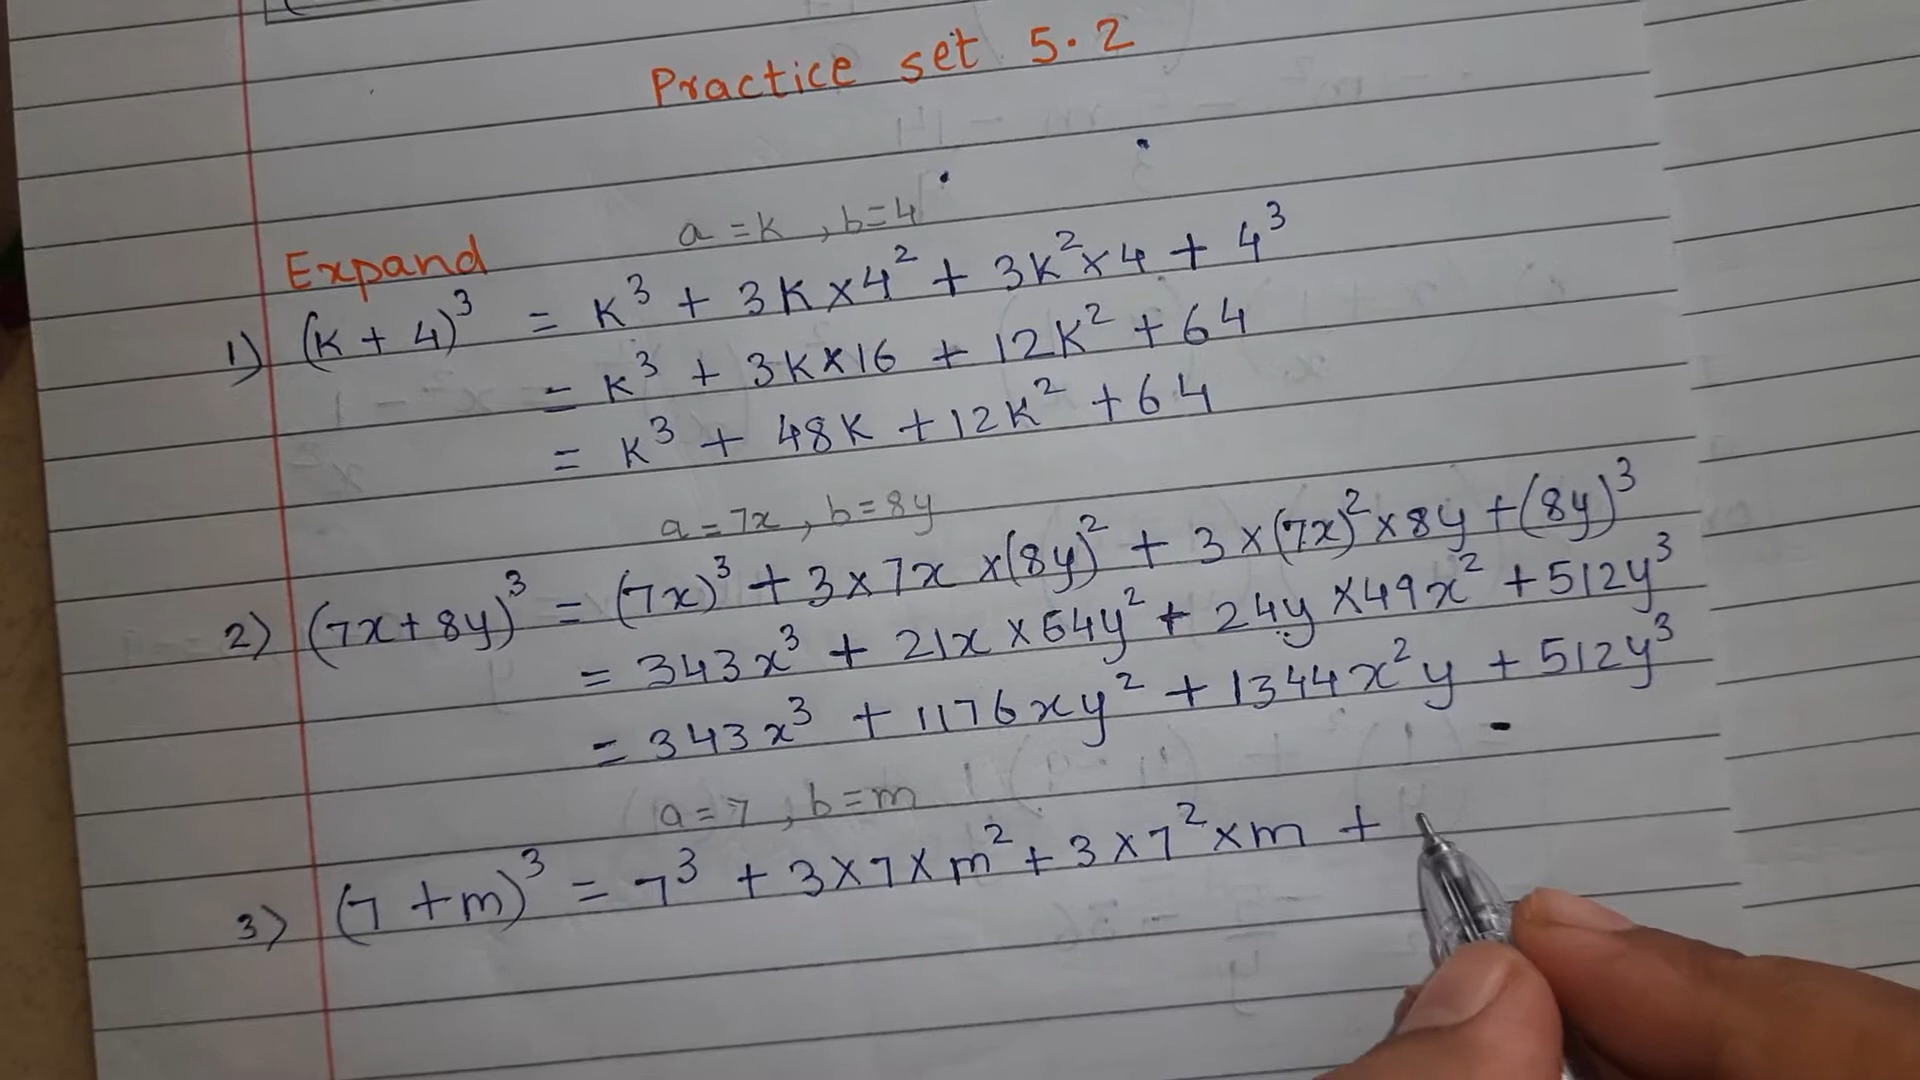 Practice set 5.2
a = k , b = 4
Expand
1) (k + 4)³ = k³ + 3k × 4² + 3k² × 4 + 4³
= k³ + 3k × 16 + 12k² + 64
= k³ + 48k + 12k² + 64
a = 7x , b = 8y
2) (7x + 8y)³ = (7x)³ + 3 × 7x × (8y)² + 3 × (7x)² × 8y + (8y)³
= 343x³ + 21x × 64y² + 24y × 49x² + 512y³
= 343x³ + 1176xy² + 1344x²y + 512y³
a = 7 , b = m
3) (7 + m)³ = 7³ + 3 × 7 × m² + 3 × 7² × m +